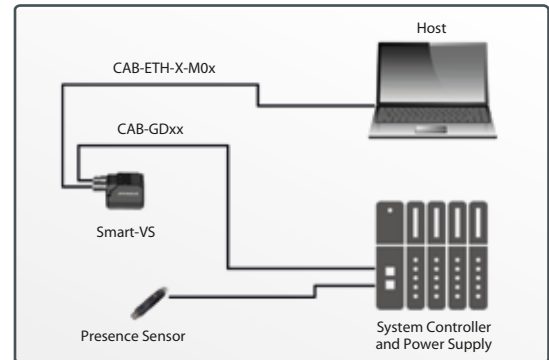 Host
CAB-ETH-X-M0x
CAB-GDxx
Smart-VS
Presence Sensor
System Controller
and Power Supply